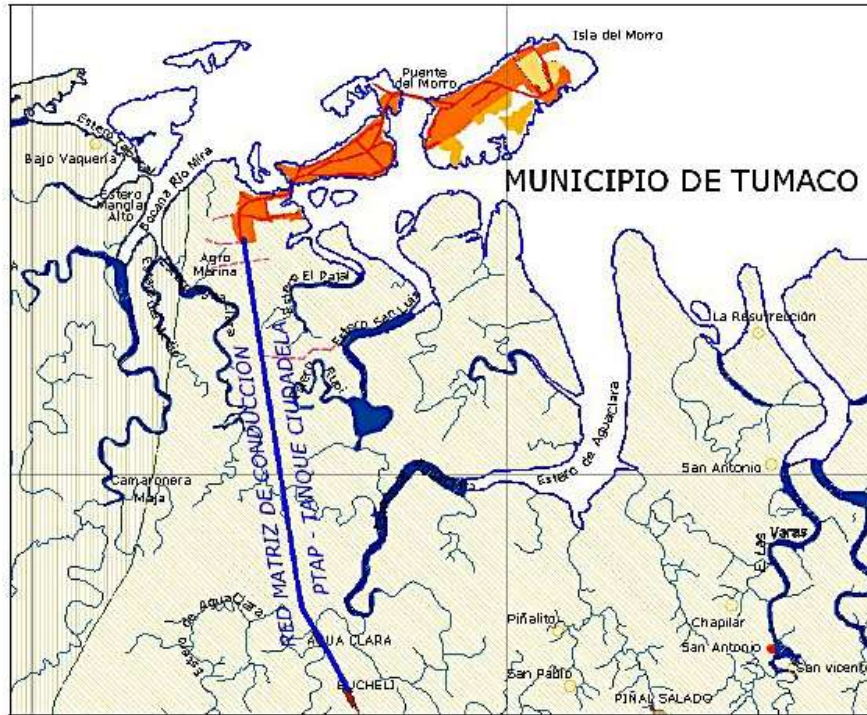 Isla del Morro
Puente
del Morro
Bajo Vaquería
Estero
Manglar
Alto
Bocana Río Mira
MUNICIPIO DE TUMACO
Agro
Marina
Estero
El Pajal
Estero San Luis
La Resurrección
RED MATRIZ DE CONDUCCIÓN
PTAP - TANQUE CIUDADELA
Estero de AguaClara
San Antonio
Camaronera
Maja
El Las Varas
Estero de AguaClara
AGUA CLARA
Piñalito
Chapilar
San Antonio
San vicente
San Pablo
BUCHELI
PIÑAL SALADO